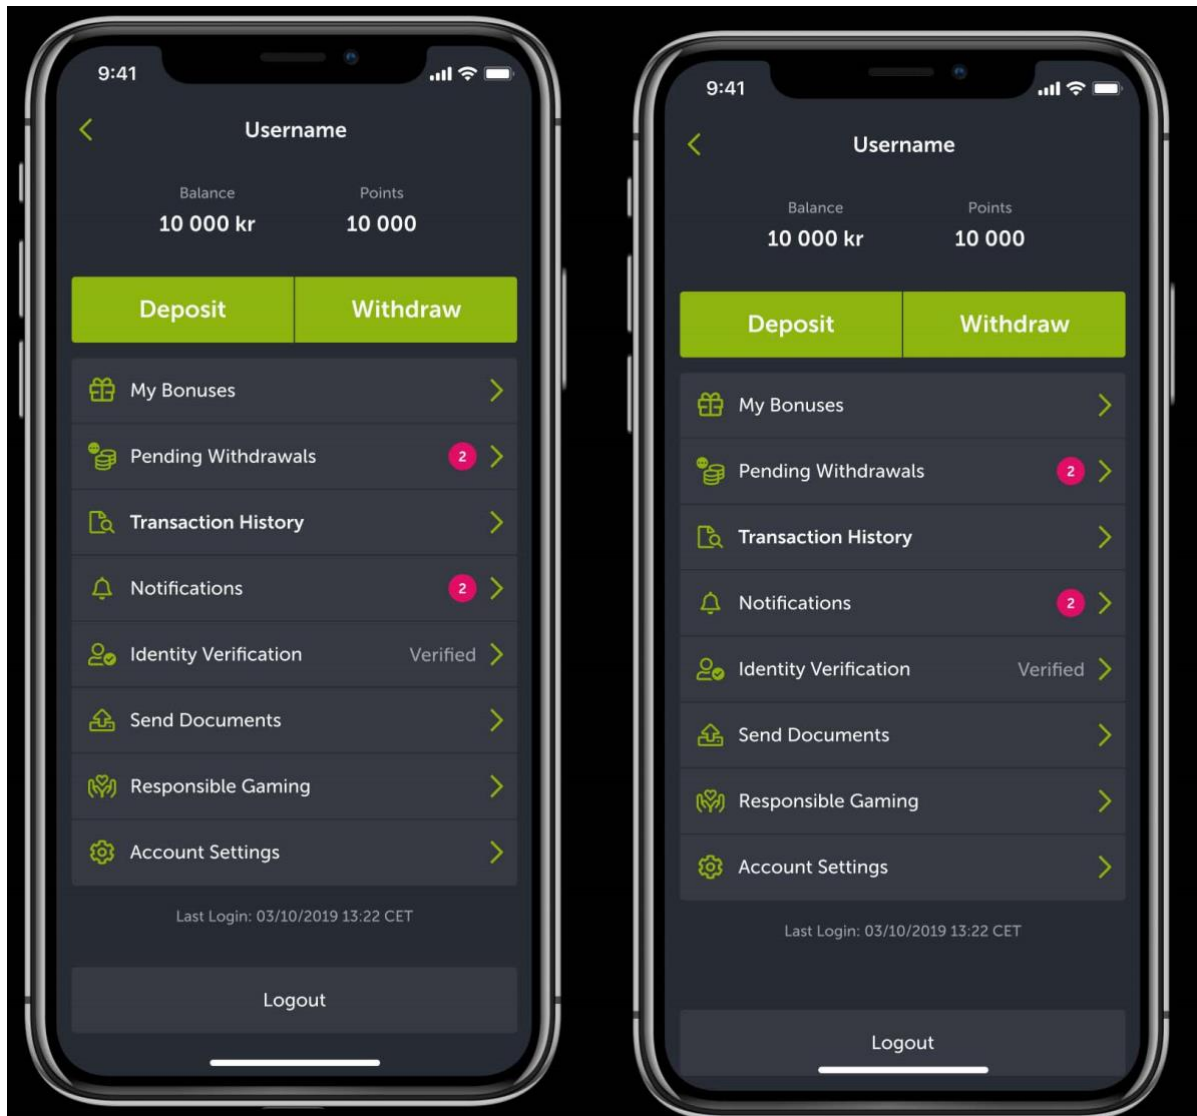 9:41
Username
Balance
Points
10 000 kr
10 000
Deposit
Withdraw
My Bonuses
Pending Withdrawals
2
Transaction History
Notifications
2
Identity Verification
Verified
Send Documents
Responsible Gaming
Account Settings
Last Login: 03/10/2019 13:22 CET
Logout
9:41
Username
Balance
Points
10 000 kr
10 000
Deposit
Withdraw
My Bonuses
Pending Withdrawals
2
Transaction History
Notifications
2
Identity Verification
Verified
Send Documents
Responsible Gaming
Account Settings
Last Login: 03/10/2019 13:22 CET
Logout